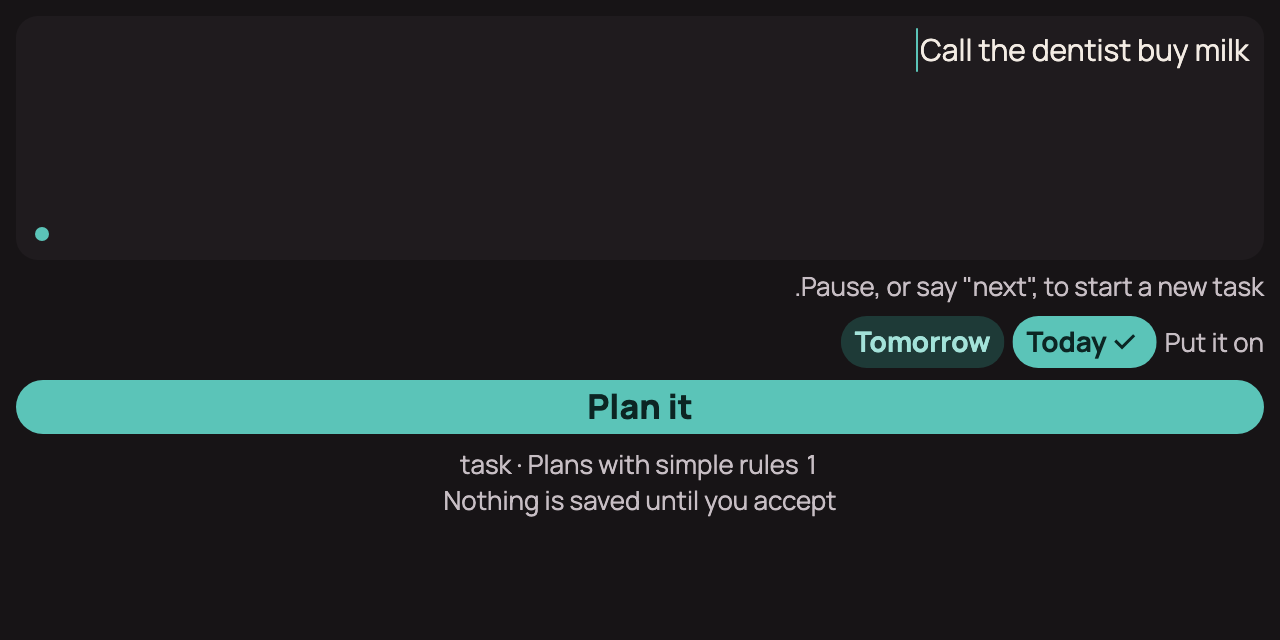 Call the dentist buy milk
.Pause, or say "next", to start a new task
Put it on Today ✓ Tomorrow
Plan it
task · Plans with simple rules 1
Nothing is saved until you accept